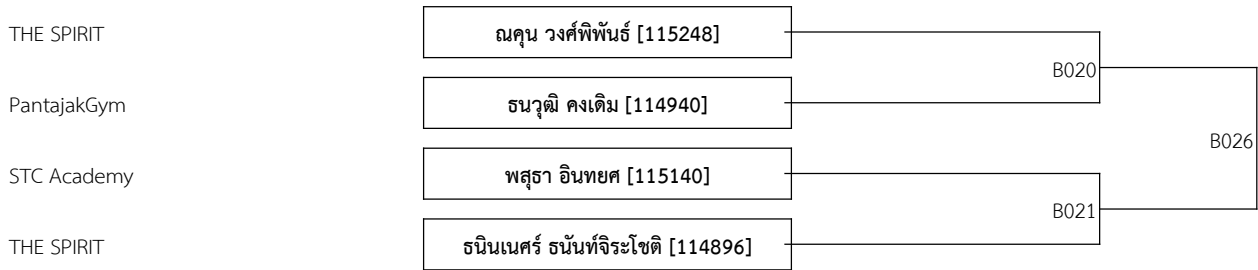 THE SPIRIT
ณคุน วงศ์พิพันธ์ [115248]
B020
PantajakGym
ธนวุฒิ คงเดิม [114940]
B026
STC Academy
พสุธา อินทยศ [115140]
B021
THE SPIRIT
ธนินเนศร์ ธนันท์จิระโชติ [114896]